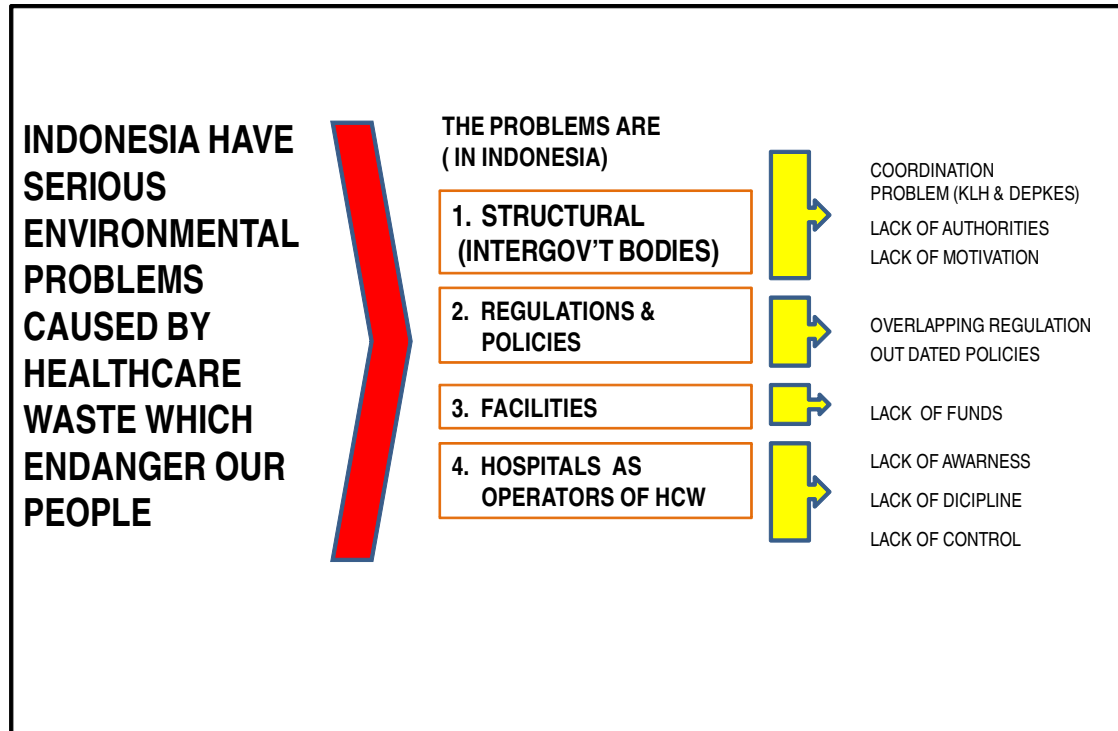 INDONESIA HAVE
SERIOUS
ENVIRONMENTAL
PROBLEMS
CAUSED BY
HEALTHCARE
WASTE WHICH
ENDANGER OUR
PEOPLE
THE PROBLEMS ARE
( IN INDONESIA)
1. STRUCTURAL
(INTERGOV'T BODIES)
COORDINATION
PROBLEM (KLH & DEPKES)
LACK OF AUTHORITIES
LACK OF MOTIVATION
2. REGULATIONS &
POLICIES
OVERLAPPING REGULATION
OUT DATED POLICIES
3. FACILITIES
LACK OF FUNDS
4. HOSPITALS AS
OPERATORS OF HCW
LACK OF AWARNESS
LACK OF DICIPLINE
LACK OF CONTROL